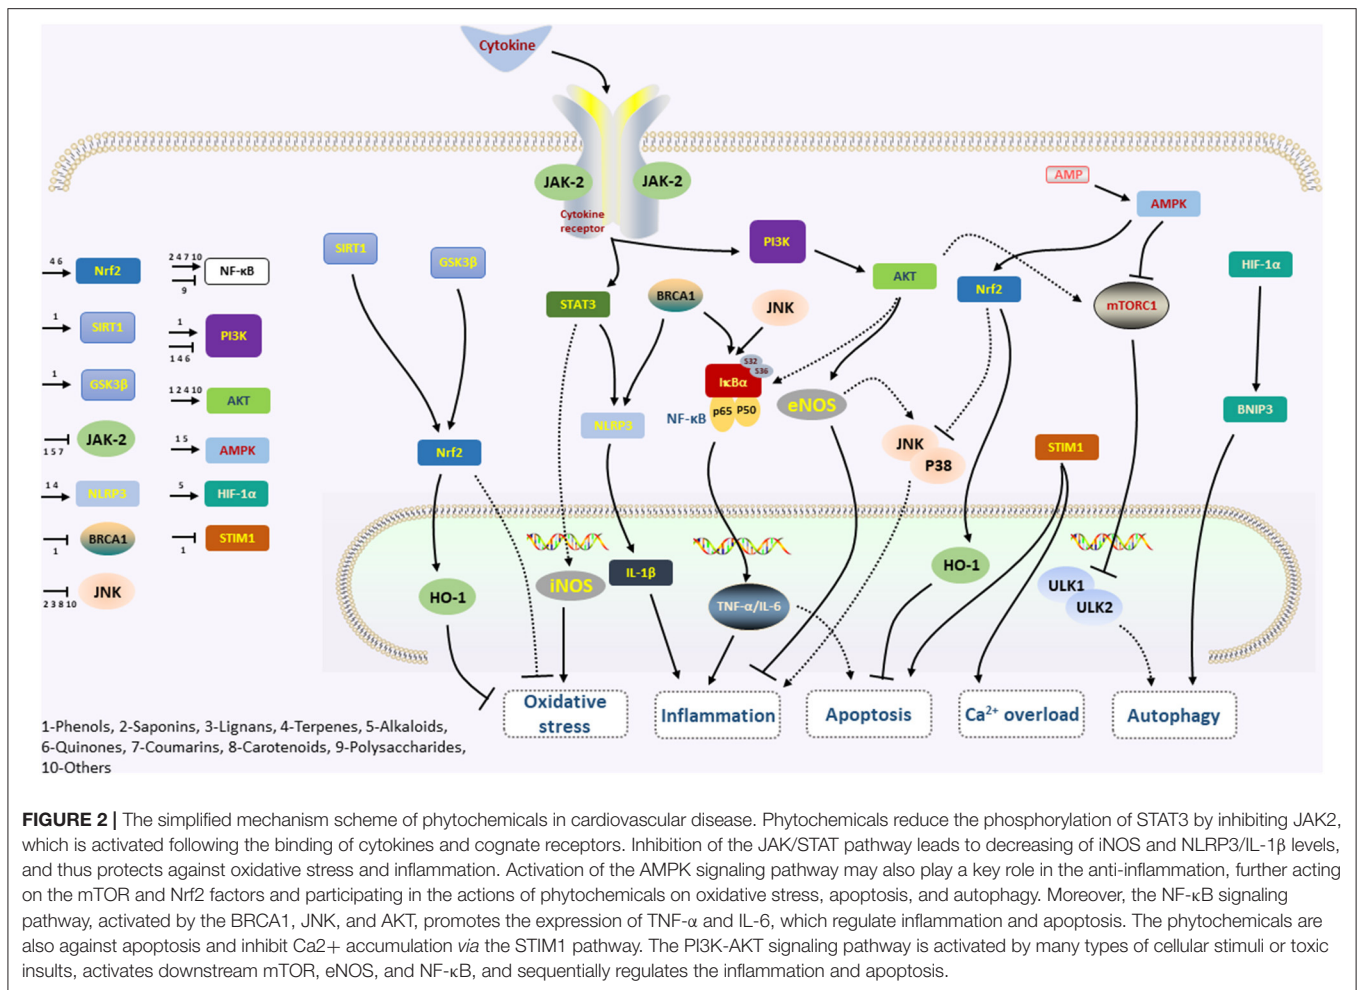 Cytokine
JAK-2
JAK-2
Cytokine
receptor
AMP
AMPK
SIRT1
GSK3β
PI3K
AKT
Nrf2
mTORC1
HIF-1α
STAT3
BRCA1
JNK
S32
S36
IκBα
NF-κB
p65
P50
eNOS
NLRP3
Nrf2
JNK
P38
STIM1
BNIP3
4 6
Nrf2
2 4 7 10
NF-κB
9
1
SIRT1
1
PI3K
1 4 6
1
GSK3β
1 2 4 10
AKT
JAK-2
1 5 7
1 5
AMPK
1 4
NLRP3
5
HIF-1α
BRCA1
1
STIM1
1
JNK
2 3 8 10
HO-1
iNOS
IL-1β
TNF-α/IL-6
HO-1
ULK1
ULK2
Oxidative
stress
Inflammation
Apoptosis
Ca²⁺ overload
Autophagy
1-Phenols, 2-Saponins, 3-Lignans, 4-Terpenes, 5-Alkaloids,
6-Quinones, 7-Coumarins, 8-Carotenoids, 9-Polysaccharides,
10-Others
FIGURE 2 | The simplified mechanism scheme of phytochemicals in cardiovascular disease. Phytochemicals reduce the phosphorylation of STAT3 by inhibiting JAK2,
which is activated following the binding of cytokines and cognate receptors. Inhibition of the JAK/STAT pathway leads to decreasing of iNOS and NLRP3/IL-1β levels,
and thus protects against oxidative stress and inflammation. Activation of the AMPK signaling pathway may also play a key role in the anti-inflammation, further acting
on the mTOR and Nrf2 factors and participating in the actions of phytochemicals on oxidative stress, apoptosis, and autophagy. Moreover, the NF-κB signaling
pathway, activated by the BRCA1, JNK, and AKT, promotes the expression of TNF-α and IL-6, which regulate inflammation and apoptosis. The phytochemicals are
also against apoptosis and inhibit Ca2+ accumulation via the STIM1 pathway. The PI3K-AKT signaling pathway is activated by many types of cellular stimuli or toxic
insults, activates downstream mTOR, eNOS, and NF-κB, and sequentially regulates the inflammation and apoptosis.